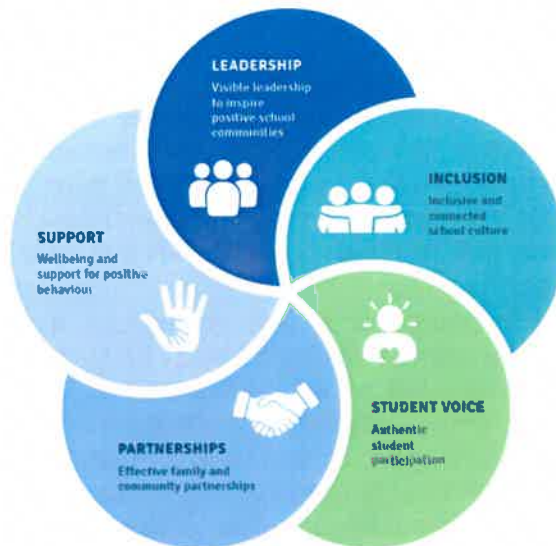 LEADERSHIP
Visible leadership
to inspire
positive school
communities
INCLUSION
Inclusive and
connected
school culture
STUDENT VOICE
Authentic
student
participation
PARTNERSHIPS
Effective family and
community partnerships
SUPPORT
Wellbeing and
support for positive
behaviour